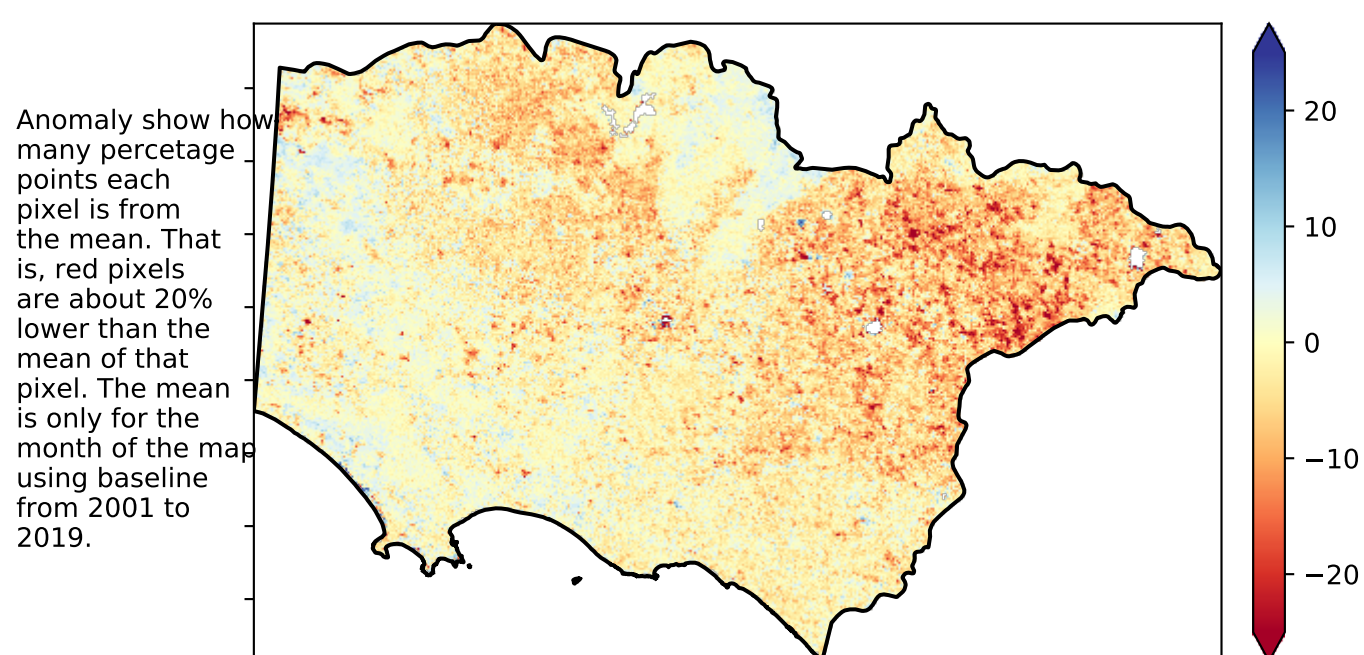 Anomaly show how
many percetage
points each
pixel is from
the mean. That
is, red pixels
are about 20%
lower than the
mean of that
pixel. The mean
is only for the
month of the map
using baseline
from 2001 to
2019.
20
10
0
−10
−20